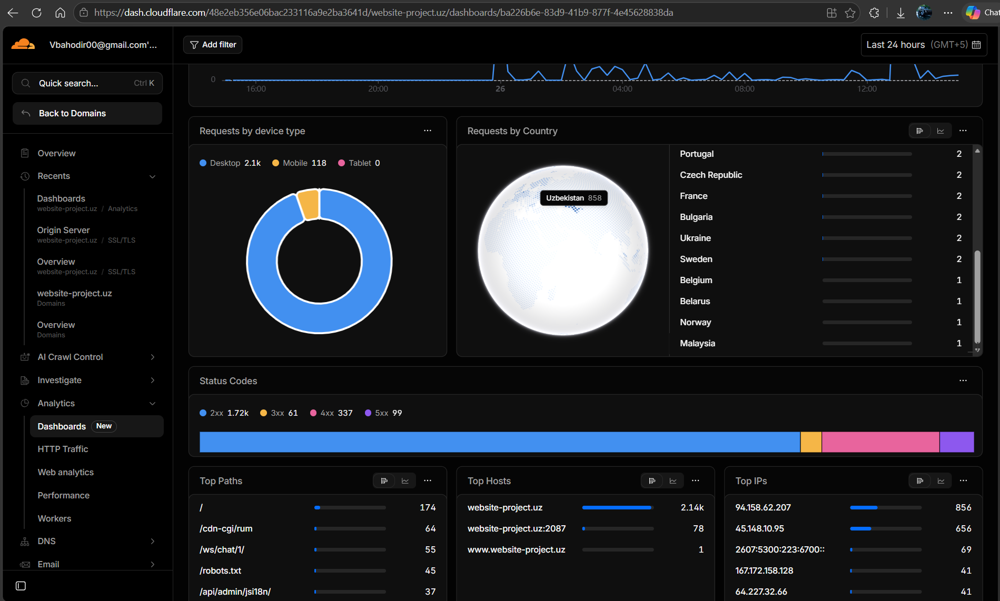 https://dash.cloudflare.com/48e2eb356e06bac233116a9e2ba3641d/website-project.uz/dashboards/ba226b6e-83d9-41b9-877f-4e45628838da
Chat
Vbahodir00@gmail.com'...
Quick search... Ctrl K
Back to Domains
Overview
Recents
Dashboards
website-project.uz / Analytics
Origin Server
website-project.uz / SSL/TLS
Overview
website-project.uz / SSL/TLS
website-project.uz
Domains
Overview
Domains
AI Crawl Control
Investigate
Analytics
Dashboards New
HTTP Traffic
Web analytics
Performance
Workers
DNS
Email
Add filter
Last 24 hours (GMT+5)
0
16:00 20:00 26 04:00 08:00 12:00
Requests by device type
Desktop 2.1k Mobile 118 Tablet 0
Requests by Country
Uzbekistan 858
Portugal 2
Czech Republic 2
France 2
Bulgaria 2
Ukraine 2
Sweden 2
Belgium 1
Belarus 1
Norway 1
Malaysia 1
Status Codes
2xx 1.72k 3xx 61 4xx 337 5xx 99
Top Paths
/ 174
/cdn-cgi/rum 64
/ws/chat/1/ 55
/robots.txt 45
/api/admin/jsi18n/ 37
Top Hosts
website-project.uz 2.14k
website-project.uz:2087 78
www.website-project.uz 1
Top IPs
94.158.62.207 856
45.148.10.95 656
2607:5300:223:6700:: 69
167.172.158.128 41
64.227.32.66 41